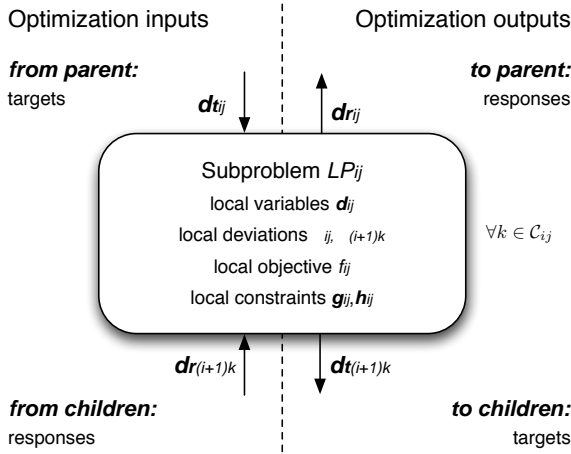 Optimization inputs
Optimization outputs
from parent:
targets
to parent:
responses
dtij
drij
Subproblem LPij
local variables dij
local deviations ij, (i+1)k
local objective fij
local constraints gij,hij
∀k ∈ Cij
dr(i+1)k
dt(i+1)k
from children:
responses
to children:
targets